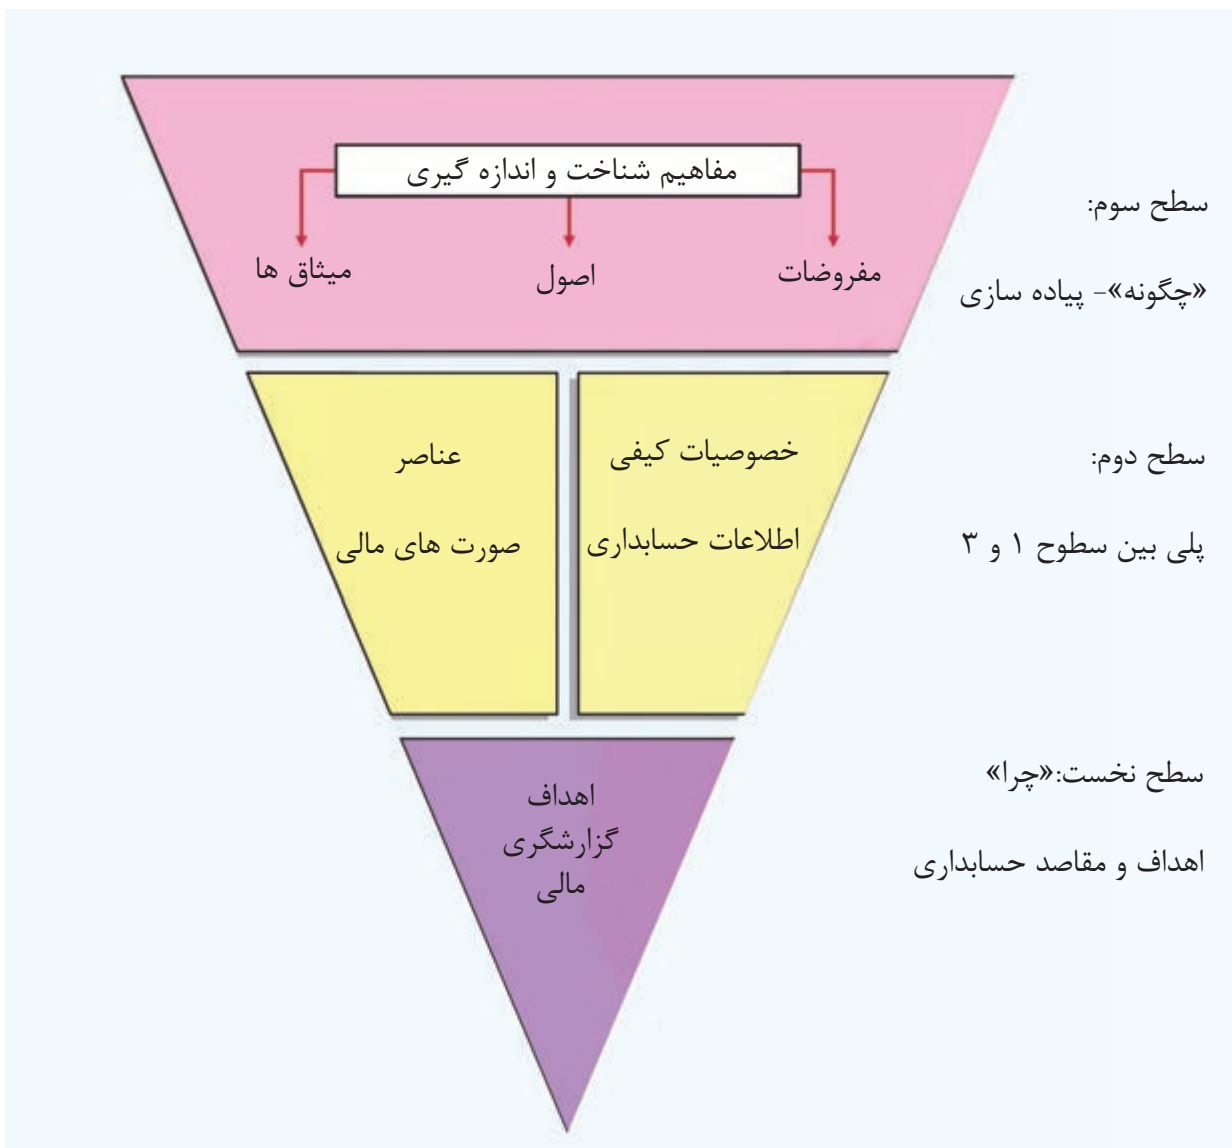 مفاهیم شناخت و اندازه گیری
مفروضات
اصول
میثاق ها
سطح سوم:
«چگونه»- پیاده سازی
خصوصیات کیفی
اطلاعات حسابداری
عناصر
صورت های مالی
سطح دوم:
پلی بین سطوح ۱ و ۳
اهداف
گزارشگری
مالی
سطح نخست:«چرا»
اهداف و مقاصد حسابداری